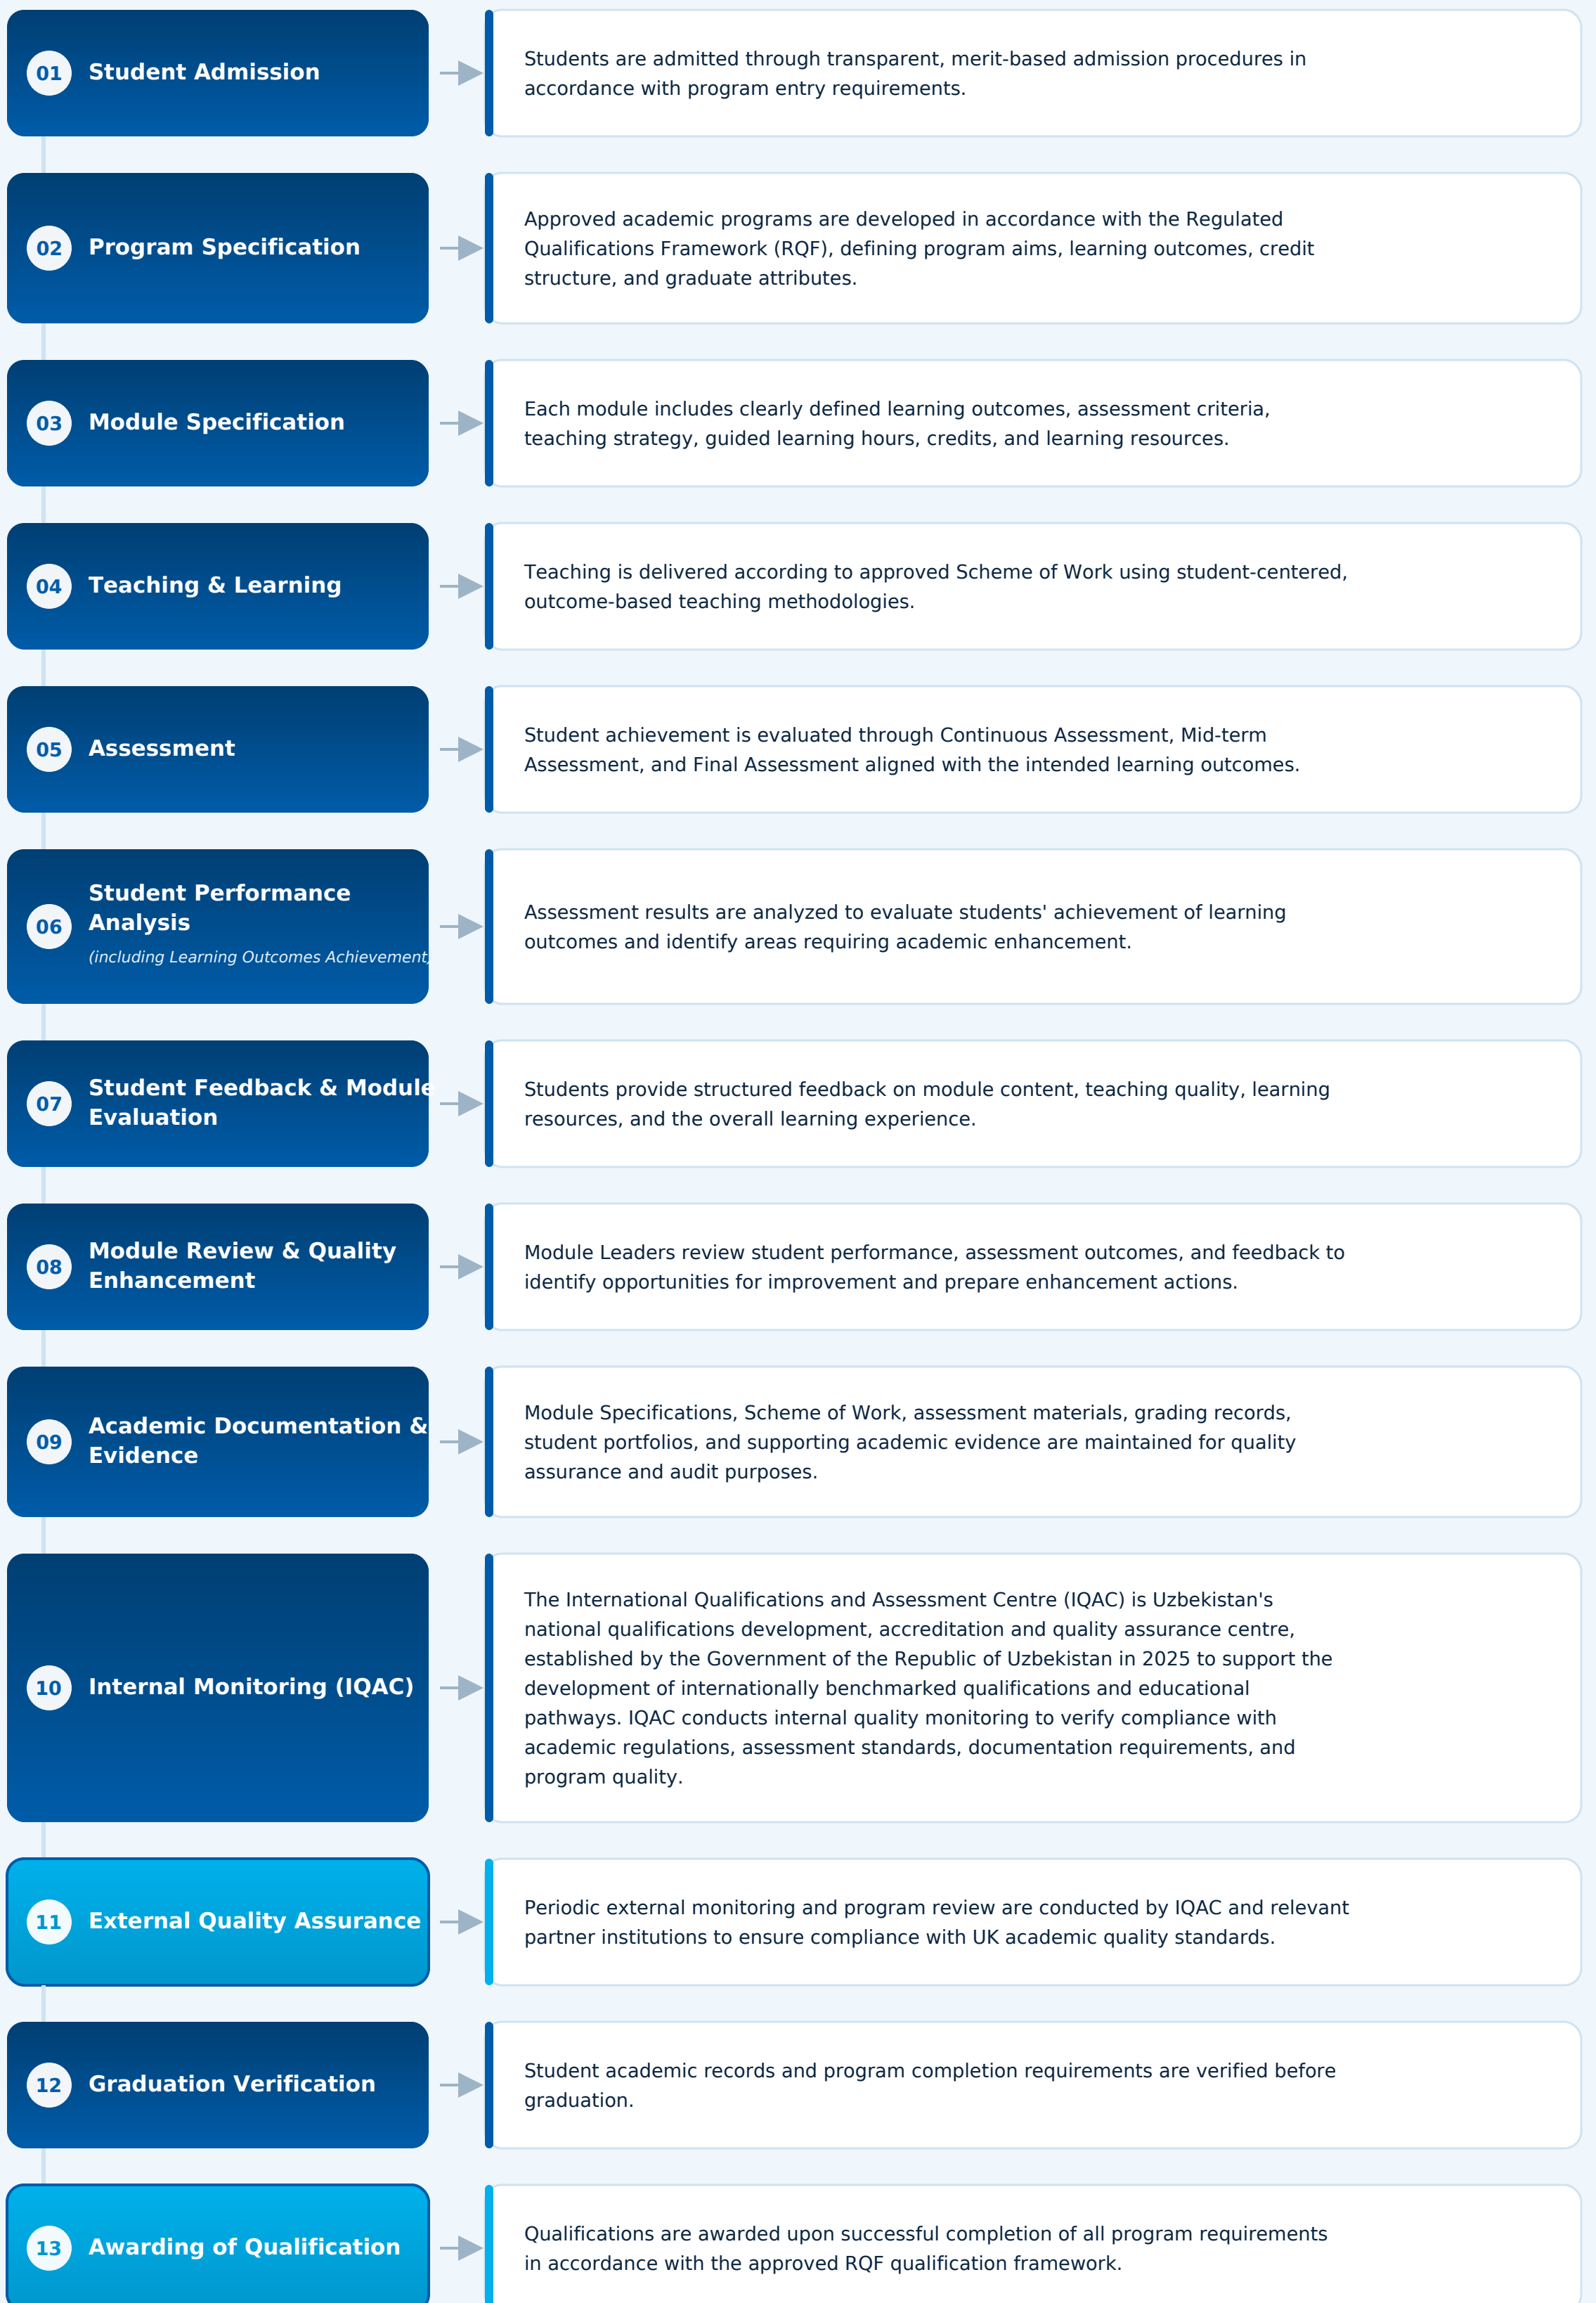 01 Student Admission
Students are admitted through transparent, merit-based admission procedures in
accordance with program entry requirements.
02 Program Specification
Approved academic programs are developed in accordance with the Regulated
Qualifications Framework (RQF), defining program aims, learning outcomes, credit
structure, and graduate attributes.
03 Module Specification
Each module includes clearly defined learning outcomes, assessment criteria,
teaching strategy, guided learning hours, credits, and learning resources.
04 Teaching & Learning
Teaching is delivered according to approved Scheme of Work using student-centered,
outcome-based teaching methodologies.
05 Assessment
Student achievement is evaluated through Continuous Assessment, Mid-term
Assessment, and Final Assessment aligned with the intended learning outcomes.
06 Student Performance
Analysis
(including Learning Outcomes Achievement)
Assessment results are analyzed to evaluate students' achievement of learning
outcomes and identify areas requiring academic enhancement.
07 Student Feedback & Module
Evaluation
Students provide structured feedback on module content, teaching quality, learning
resources, and the overall learning experience.
08 Module Review & Quality
Enhancement
Module Leaders review student performance, assessment outcomes, and feedback to
identify opportunities for improvement and prepare enhancement actions.
09 Academic Documentation &
Evidence
Module Specifications, Scheme of Work, assessment materials, grading records,
student portfolios, and supporting academic evidence are maintained for quality
assurance and audit purposes.
10 Internal Monitoring (IQAC)
The International Qualifications and Assessment Centre (IQAC) is Uzbekistan's
national qualifications development, accreditation and quality assurance centre,
established by the Government of the Republic of Uzbekistan in 2025 to support the
development of internationally benchmarked qualifications and educational
pathways. IQAC conducts internal quality monitoring to verify compliance with
academic regulations, assessment standards, documentation requirements, and
program quality.
11 External Quality Assurance
Periodic external monitoring and program review are conducted by IQAC and relevant
partner institutions to ensure compliance with UK academic quality standards.
12 Graduation Verification
Student academic records and program completion requirements are verified before
graduation.
13 Awarding of Qualification
Qualifications are awarded upon successful completion of all program requirements
in accordance with the approved RQF qualification framework.